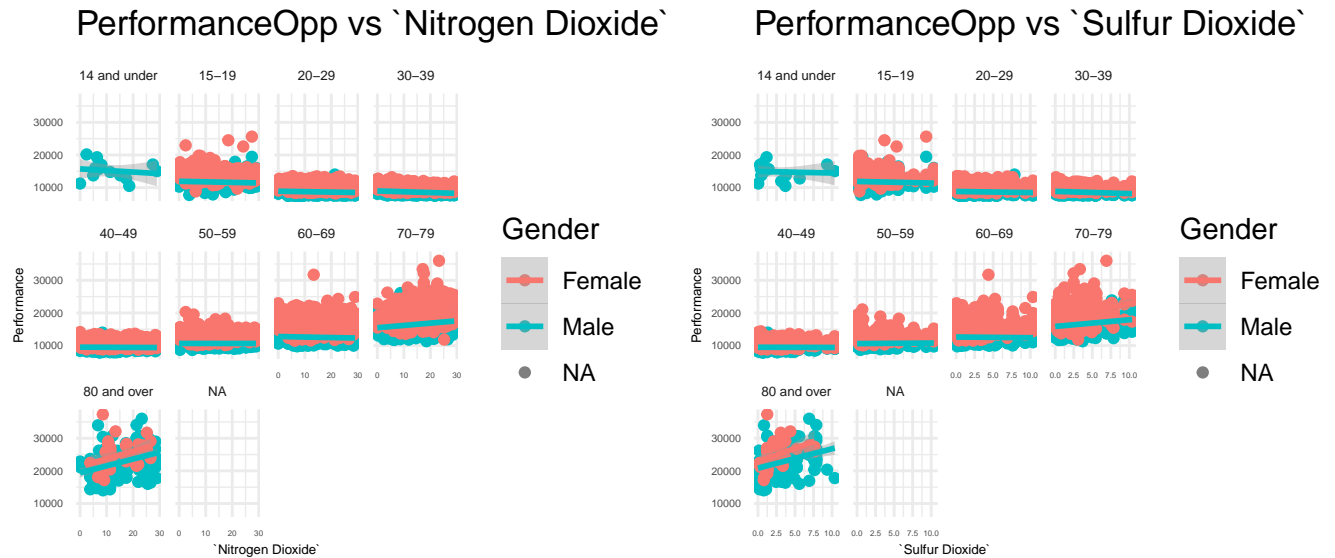 PerformanceOpp vs `Nitrogen Dioxide`
14 and under 15−19 20−29 30−39
30000
20000
10000
40−49 50−59 60−69 70−79
30000
20000
10000
0 10 20 30 0 10 20 30
80 and over NA
30000
20000
10000
0 10 20 30 0 10 20 30
`Nitrogen Dioxide`
Performance
Gender
Female
Male
NA
PerformanceOpp vs `Sulfur Dioxide`
14 and under 15−19 20−29 30−39
30000
20000
10000
40−49 50−59 60−69 70−79
30000
20000
10000
0.0 2.5 5.0 7.5 10.0 0.0 2.5 5.0 7.5 10.0
80 and over NA
30000
20000
10000
0.0 2.5 5.0 7.5 10.0 0.0 2.5 5.0 7.5 10.0
`Sulfur Dioxide`
Performance
Gender
Female
Male
NA